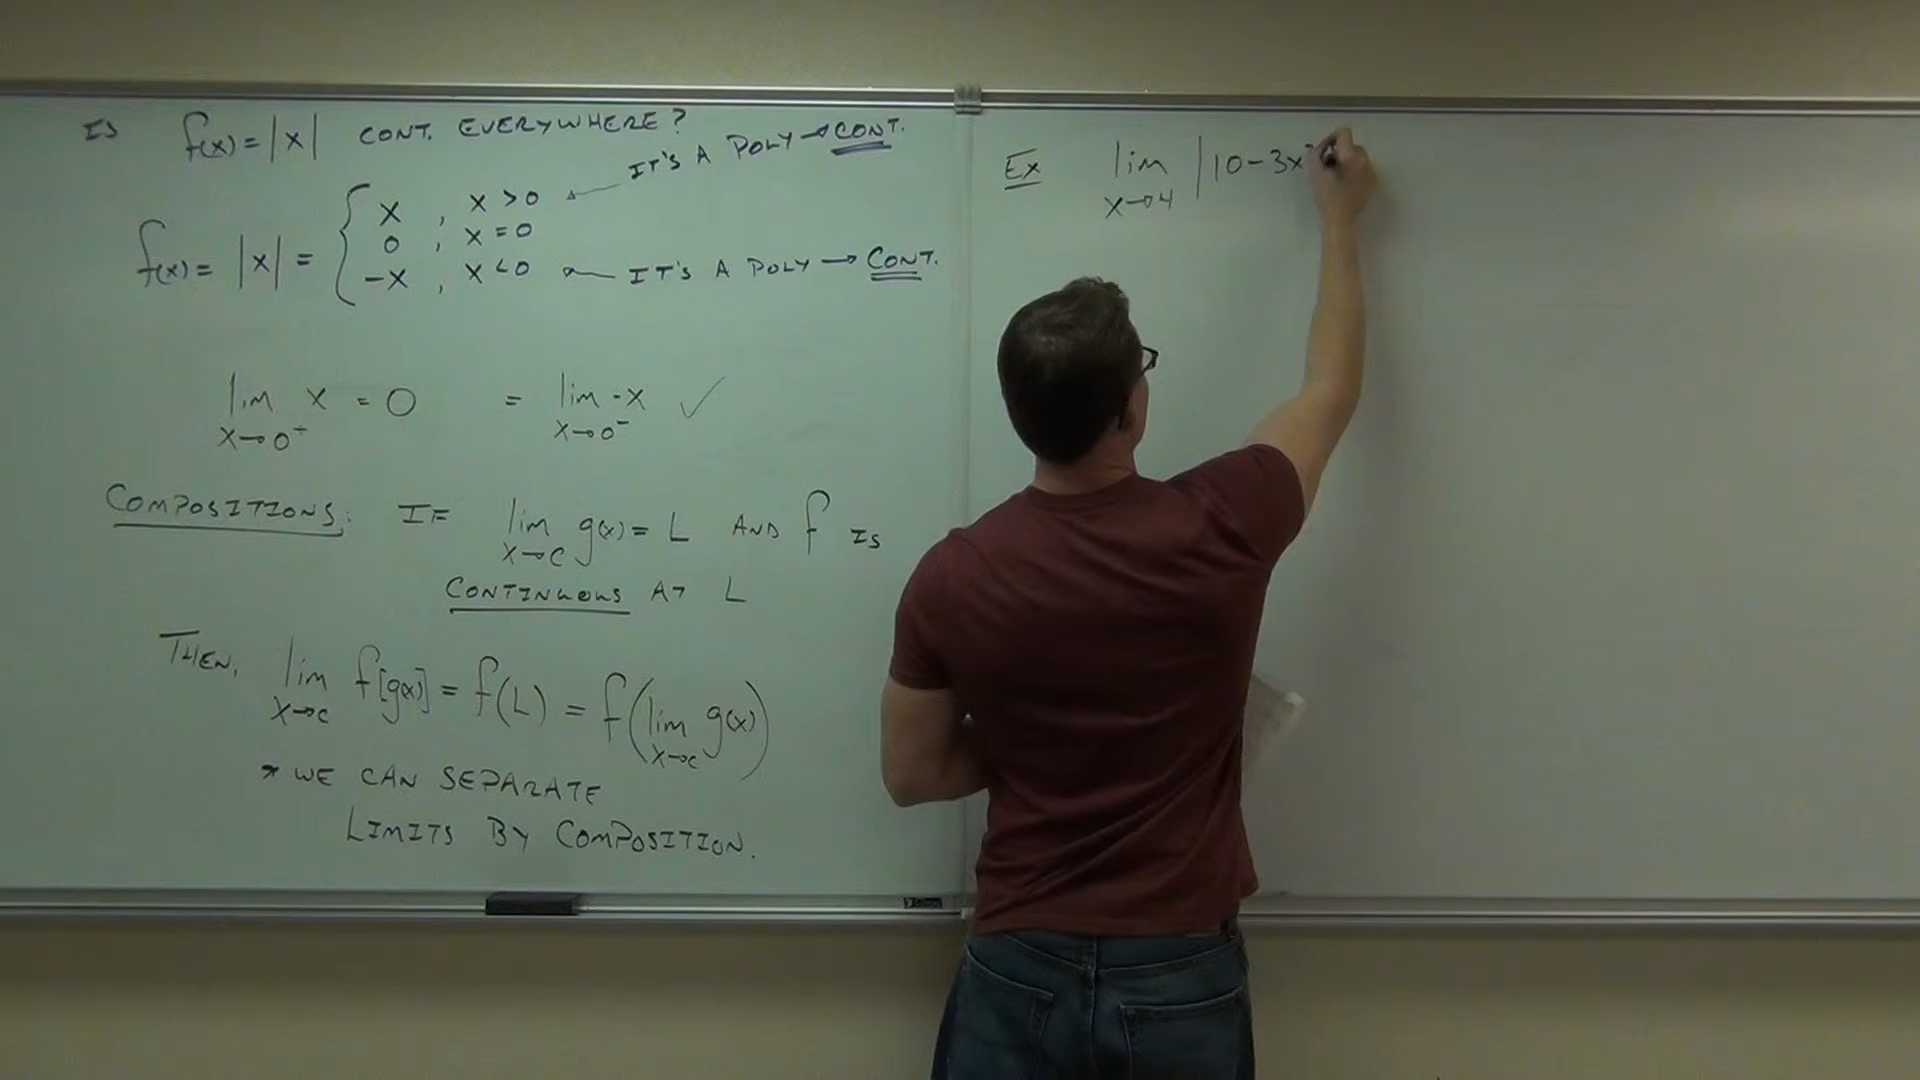 IS f(x) = |x| CONT. EVERYWHERE?
IT'S A POLY → CONT.
f(x) = |x| = { x , x > 0
0 , x = 0
-x , x < 0 ← IT'S A POLY → CONT.
lim x = 0 = lim -x ✓
x→0⁺ x→0⁻
COMPOSITIONS: IF lim g(x) = L AND f IS
x→c
CONTINUOUS AT L
THEN, lim f[g(x)] = f(L) = f(lim g(x))
x→c x→c
* WE CAN SEPARATE
LIMITS BY COMPOSITION.
Ex lim |10-3x
x→4